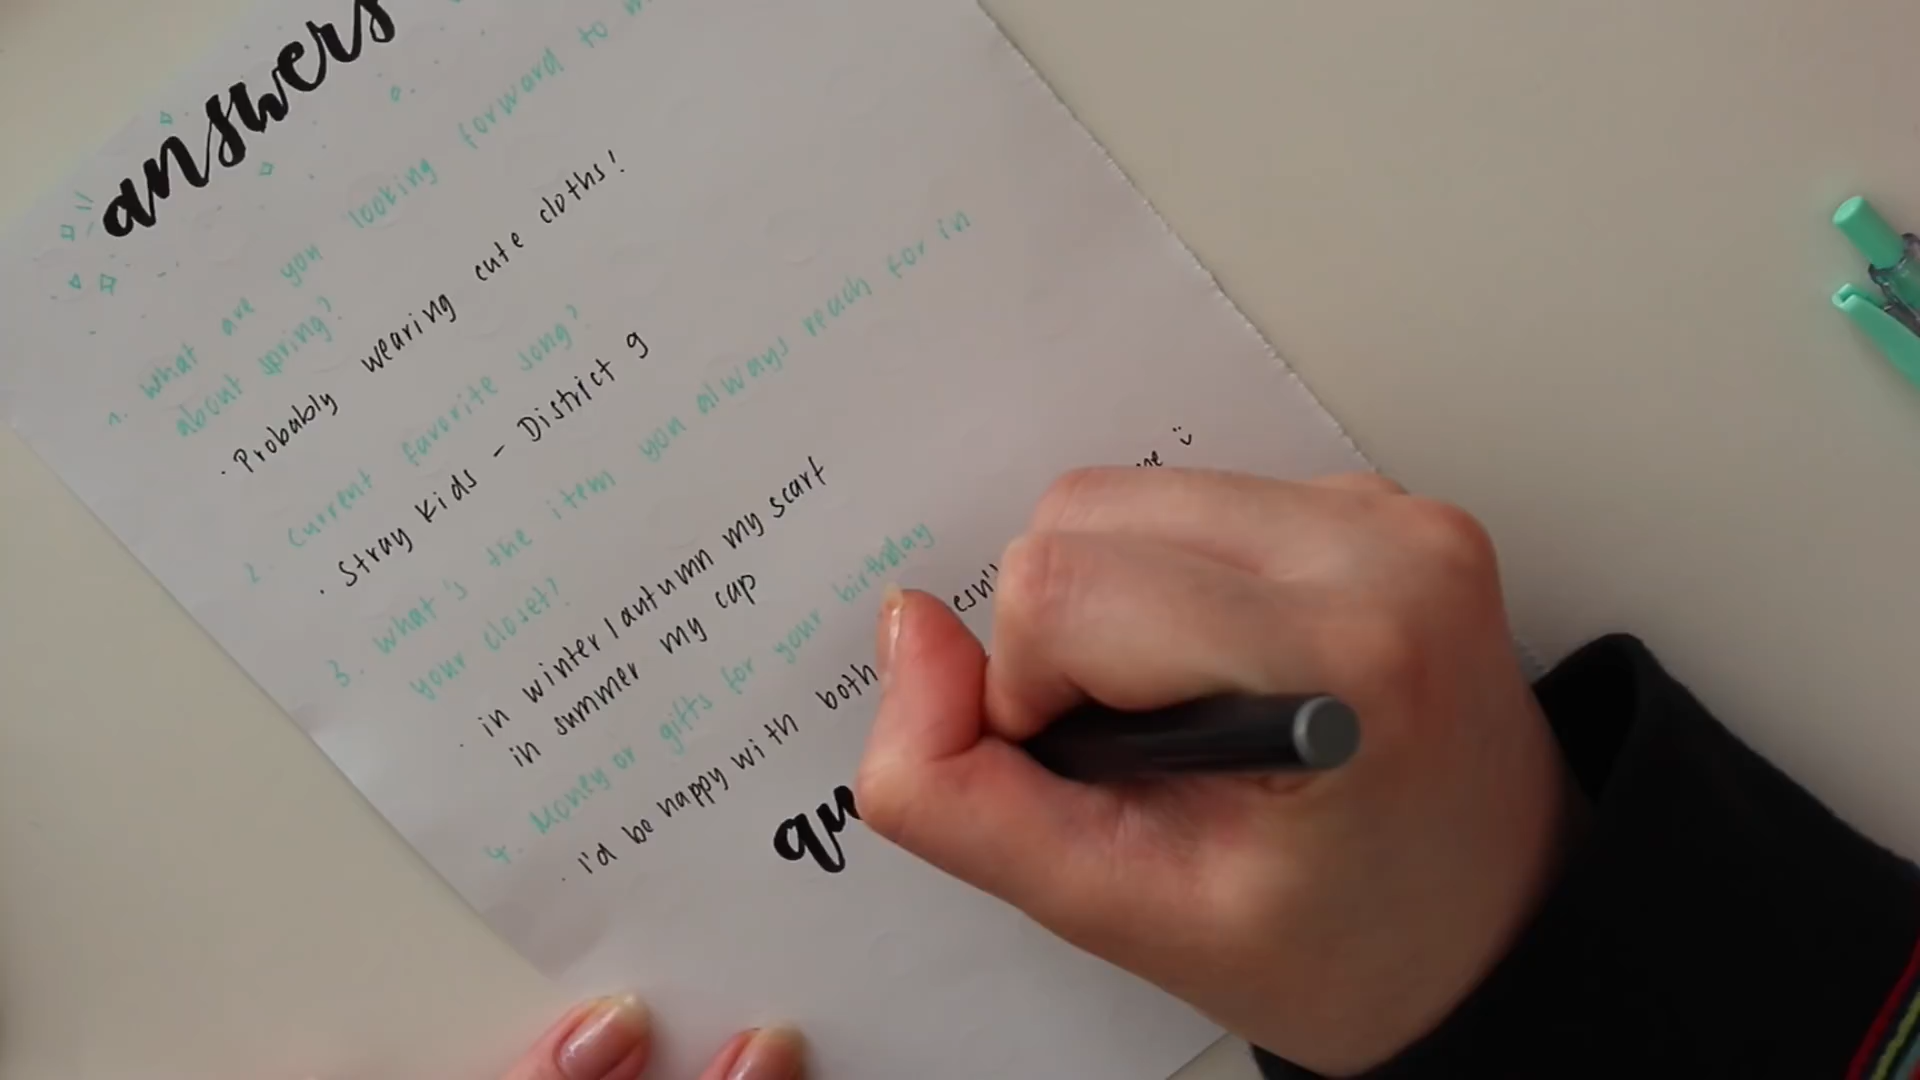 answers
1. What are you looking forward to
about spring?
· Probably wearing cute cloths!
2. Current favorite song?
· Stray Kids - District 9
3. What's the item you always reach for in
your closet?
· in winter/autumn my scarf
in summer my cap
4. Money or gifts for your birthday
· I'd be happy with both
qu